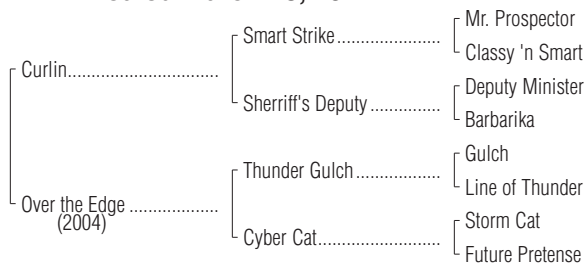 Mr. Prospector
Smart Strike
Classy 'n Smart
Curlin
Deputy Minister
Sherriff's Deputy
Barbarika
Gulch
Thunder Gulch
Line of Thunder
Over the Edge
(2004)
Storm Cat
Cyber Cat
Future Pretense